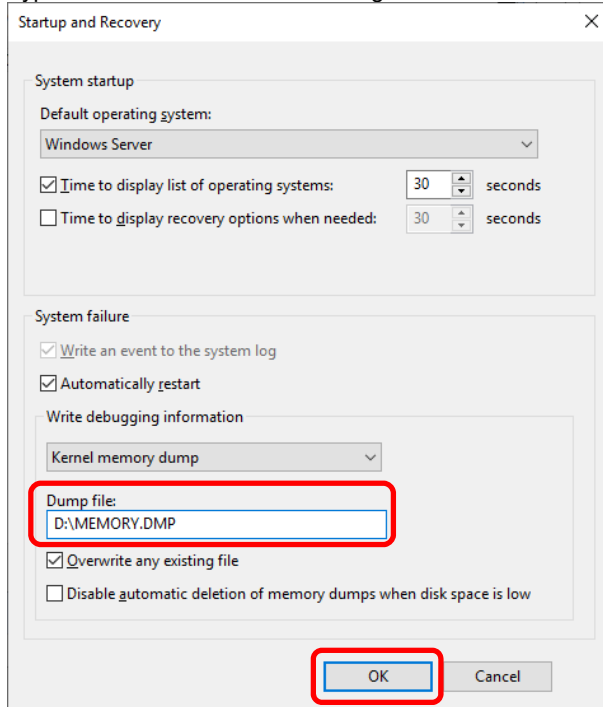 Startup and Recovery
System startup
Default operating system:
Windows Server
Time to display list of operating systems: 30 seconds
Time to display recovery options when needed: 30 seconds
System failure
Write an event to the system log
Automatically restart
Write debugging information
Kernel memory dump
Dump file:
D:\MEMORY.DMP
Overwrite any existing file
Disable automatic deletion of memory dumps when disk space is low
OK Cancel